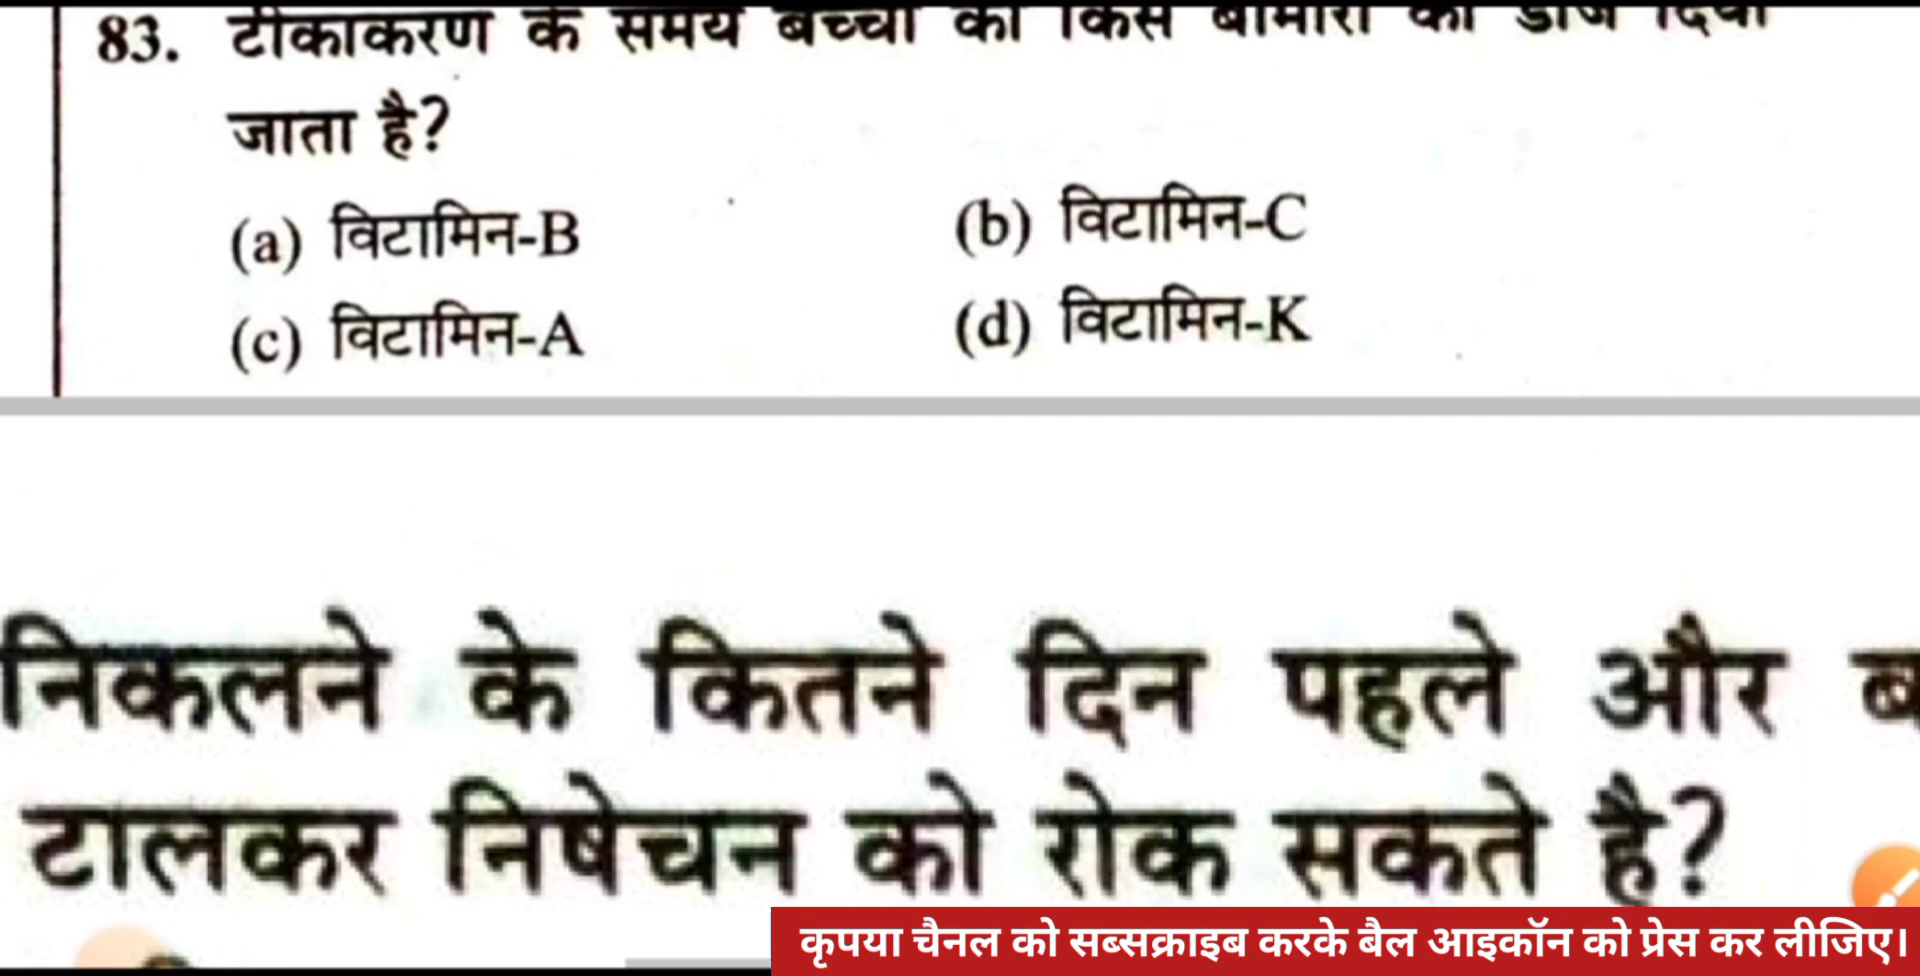 83. टीकाकरण के समय बच्चों को किस बीमारी की डोज दिया
जाता है?
(a) विटामिन-B (b) विटामिन-C
(c) विटामिन-A (d) विटामिन-K
निकलने के कितने दिन पहले और
टालकर निषेचन को रोक सकते है?
कृपया चैनल को सब्सक्राइब करके बैल आइकॉन को प्रेस कर लीजिए।